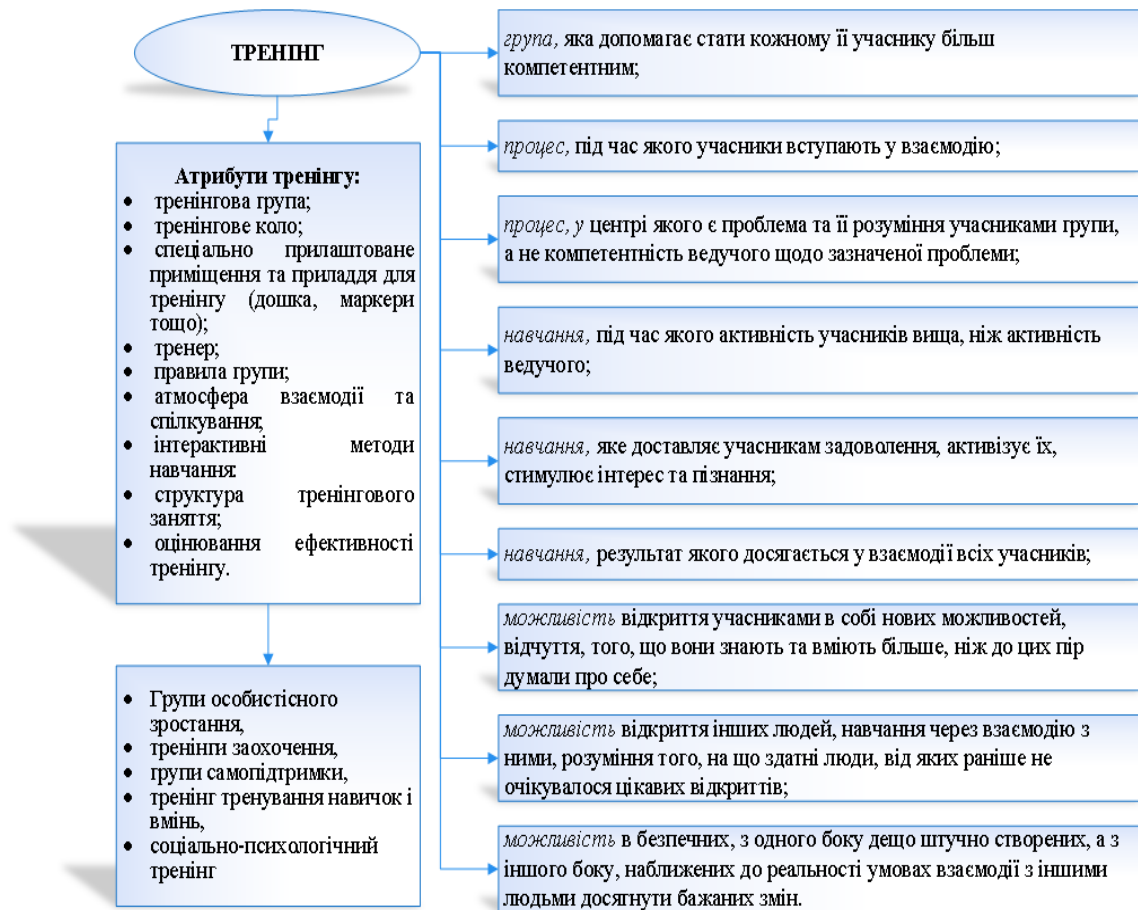 ТРЕНІНГ
Атрибути тренінгу:
• тренінгова група;
• тренінгове коло;
• спеціально прилаштоване
приміщення та приладдя для
тренінгу (дошка, маркери
тощо);
• тренер;
• правила групи;
• атмосфера взаємодії та
спілкування;
• інтерактивні методи
навчання:
• структура тренінгового
заняття;
• оцінювання ефективності
тренінгу.
• Групи особистісного
зростання,
• тренінги заохочення,
• групи самопідтримки,
• тренінг тренування навичок і
вмінь,
• соціально-психологічний
тренінг
група, яка допомагає стати кожному її учаснику більш
компетентним;
процес, під час якого учасники вступають у взаємодію;
процес, у центрі якого є проблема та її розуміння учасниками групи,
а не компетентність ведучого щодо зазначеної проблеми;
навчання, під час якого активність учасників вища, ніж активність
ведучого;
навчання, яке доставляє учасникам задоволення, активізує їх,
стимулює інтерес та пізнання;
навчання, результат якого досягається у взаємодії всіх учасників;
можливість відкриття учасниками в собі нових можливостей,
відчуття, того, що вони знають та вміють більше, ніж до цих пір
думали про себе;
можливість відкриття інших людей, навчання через взаємодію з
ними, розуміння того, на що здатні люди, від яких раніше не
очікувалося цікавих відкриттів;
можливість в безпечних, з одного боку дещо штучно створених, а з
іншого боку, наближених до реальності умовах взаємодії з іншими
людьми досягнути бажаних змін.